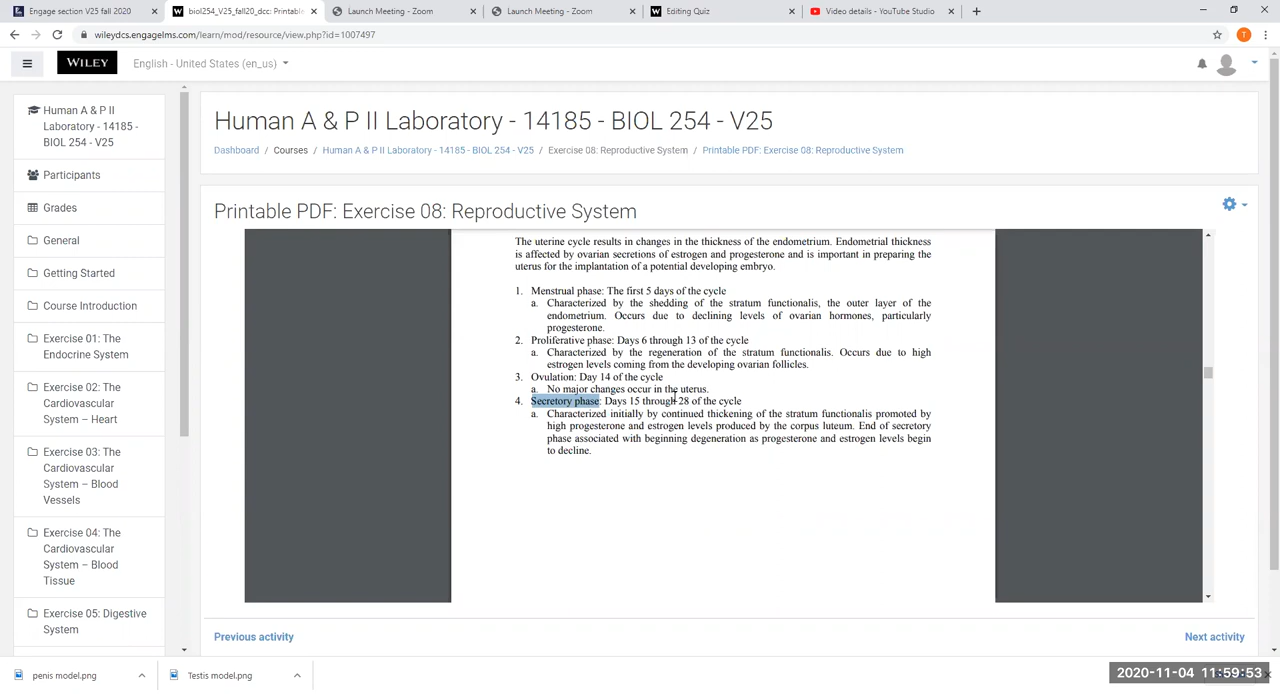 Engage section V25 fall 2020
biol254_V25_fall20_dcc: Printable
Launch Meeting - Zoom
Launch Meeting - Zoom
Editing Quiz
Video details - YouTube Studio
wileydcs.engagelms.com/learn/mod/resource/view.php?id=1007497
T
WILEY
English - United States (en_us)
Human A & P II
Laboratory - 14185 -
BIOL 254 - V25
Participants
Grades
General
Getting Started
Course Introduction
Exercise 01: The
Endocrine System
Exercise 02: The
Cardiovascular
System – Heart
Exercise 03: The
Cardiovascular
System – Blood
Vessels
Exercise 04: The
Cardiovascular
System – Blood
Tissue
Exercise 05: Digestive
System
Human A & P II Laboratory - 14185 - BIOL 254 - V25
Dashboard / Courses / Human A & P II Laboratory - 14185 - BIOL 254 - V25 / Exercise 08: Reproductive System / Printable PDF: Exercise 08: Reproductive System
Printable PDF: Exercise 08: Reproductive System
The uterine cycle results in changes in the thickness of the endometrium. Endometrial thickness
is affected by ovarian secretions of estrogen and progesterone and is important in preparing the
uterus for the implantation of a potential developing embryo.
1. Menstrual phase: The first 5 days of the cycle
a. Characterized by the shedding of the stratum functionalis, the outer layer of the
endometrium. Occurs due to declining levels of ovarian hormones, particularly
progesterone.
2. Proliferative phase: Days 6 through 13 of the cycle
a. Characterized by the regeneration of the stratum functionalis. Occurs due to high
estrogen levels coming from the developing ovarian follicles.
3. Ovulation: Day 14 of the cycle
a. No major changes occur in the uterus.
4. Secretory phase: Days 15 through 28 of the cycle
a. Characterized initially by continued thickening of the stratum functionalis promoted by
high progesterone and estrogen levels produced by the corpus luteum. End of secretory
phase associated with beginning degeneration as progesterone and estrogen levels begin
to decline.
Previous activity
Next activity
penis model.png
Testis model.png
2020-11-04 11:59:53